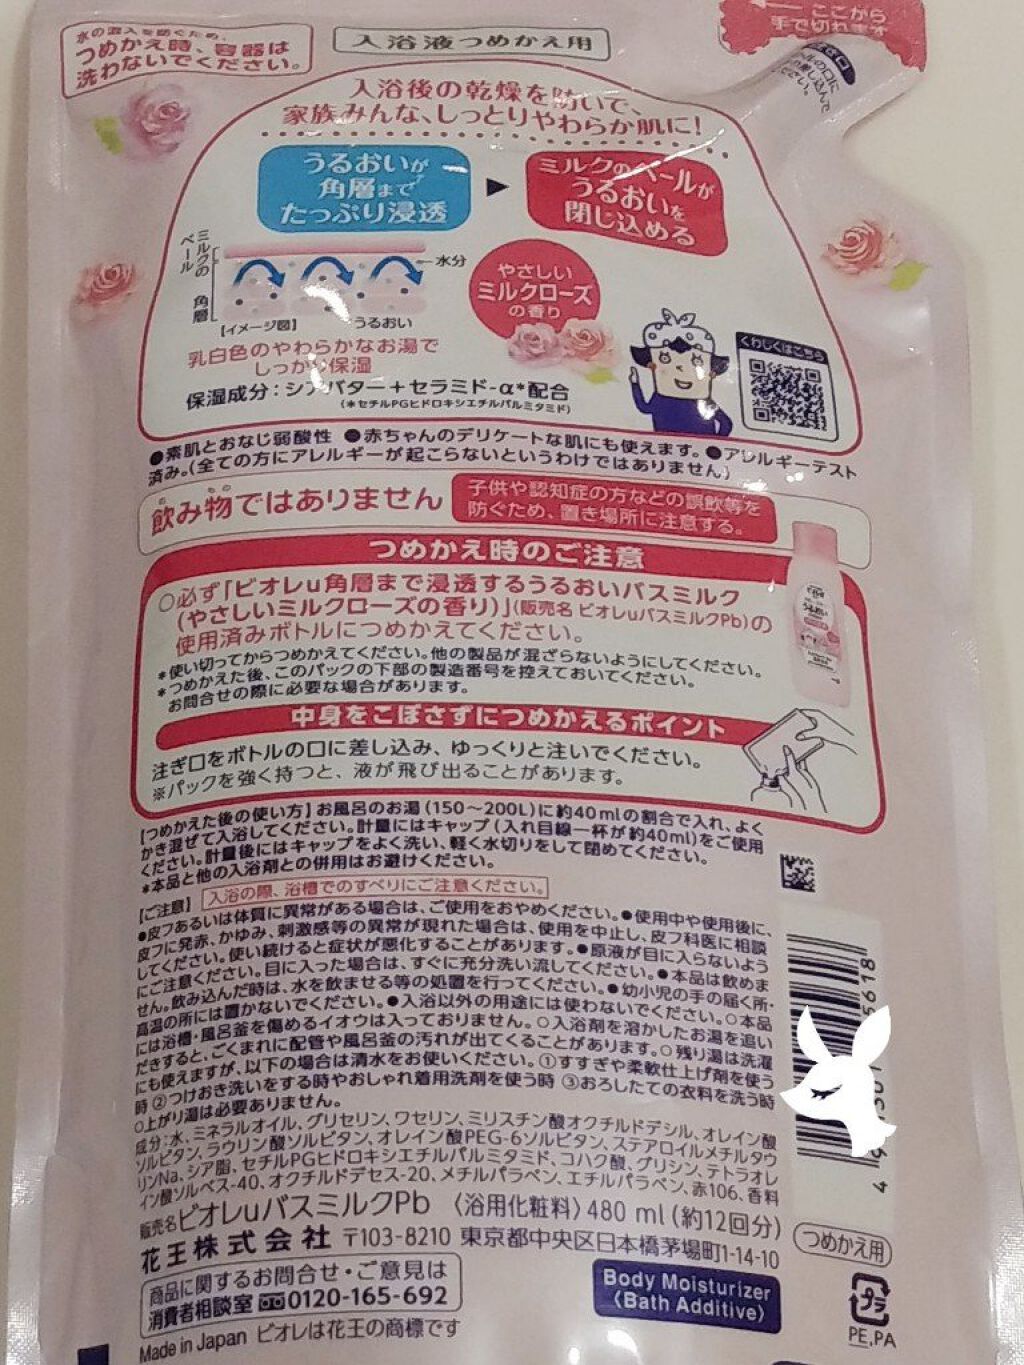 水の混入を防ぐため、
つめかえ時、容器は
洗わないでください。
入浴液つめかえ用
ここから
手で切れます
入浴後の乾燥を防いで、
家族みんな、しっとりやわらか肌に!
うるおいが
角層まで
たっぷり浸透
ミルクのベールが
うるおいを
閉じ込める
ミルクの
ベール
水分
角層
【イメージ図】
うるおい
やさしい
ミルクローズ
の香り
くわしくはこちら
乳白色のやわらかなお湯で
しっかり保湿
保湿成分:シアバター+セラミド-α*配合
(*セチルPGヒドロキシエチルパルミタミド)
●素肌とおなじ弱酸性 ●赤ちゃんのデリケートな肌にも使えます。●アレルギーテスト
済み。(全ての方にアレルギーが起こらないというわけではありません)
飲み物ではありません
子供や認知症の方などの誤飲等を
防ぐため、置き場所に注意する。
つめかえ時のご注意
○必ず「ビオレu角層まで浸透するうるおいバスミルク
(やさしいミルクローズの香り)」(販売名 ビオレuバスミルクPb)の
使用済みボトルにつめかえてください。
*使い切ってからつめかえてください。他の製品が混ざらないようにしてください。
*つめかえた後、このパックの下部の製造番号を控えておいてください。
お問合せの際に必要な場合があります。
中身をこぼさずにつめかえるポイント
注ぎ口をボトルの口に差し込み、ゆっくりと注いでください。
※パックを強く持つと、液が飛び出ることがあります。
【つめかえた後の使い方】お風呂のお湯(150〜200L)に約40mlの割合で入れ、よく
かき混ぜて入浴してください。計量にはキャップ(入れ目線一杯が約40ml)をご使用
ください。計量後にはキャップをよく洗い、軽く水切りをして閉めてください。
*本品と他の入浴剤との併用はお避けください。
【ご注意】入浴の際、浴槽でのすべりにご注意ください。
●皮フあるいは体質に異常がある場合は、ご使用をおやめください。●使用中や使用後に、
皮フに発赤、かゆみ、刺激感等の異常が現れた場合は、使用を中止し、皮フ科医に相談
してください。使い続けると症状が悪化することがあります。●原液が目に入らないよう
にご注意ください。目に入った場合は、すぐに充分洗い流してください。●本品は飲めま
せん。飲み込んだ時は、水を飲ませる等の処置を行ってください。●幼小児の手の届く所・
高温の所には置かないでください。●入浴以外の用途には使わないでください。○本品
には浴槽・風呂釜を傷めるイオウは入っておりません。○入浴剤を溶かしたお湯を追い
だきすると、ごくまれに配管や風呂釜の汚れが出てくることがあります。○残り湯は洗濯
にも使えますが、以下の場合は清水をお使いください。①すすぎや柔軟仕上げ剤を使う
時 ②つけおき洗いをする時やおしゃれ着用洗剤を使う時 ③おろしたての衣料を洗う時
○上がり湯は必要ありません。
成分:水、ミネラルオイル、グリセリン、ワセリン、ミリスチン酸オクチルドデシル、オレイン酸
ソルビタン、ラウリン酸ソルビタン、オレイン酸PEG-6ソルビタン、ステアロイルメチルタウ
リンNa、シア脂、セチルPGヒドロキシエチルパルミタミド、コハク酸、グリシン、テトラオレ
イン酸ソルベス-40、オクチルドデセス-20、メチルパラベン、エチルパラベン、赤106、香料
販売名ビオレuバスミルクPb 〈浴用化粧料〉480 ml(約12回分)
つめかえ用
花王株式会社 〒103-8210 東京都中央区日本橋茅場町1-14-10
商品に関するお問合せ・ご意見は
消費者相談室 0120-165-692
Body Moisturizer
〈Bath Additive〉
プラ
PE,PA
Made in Japan ビオレは花王の商標です